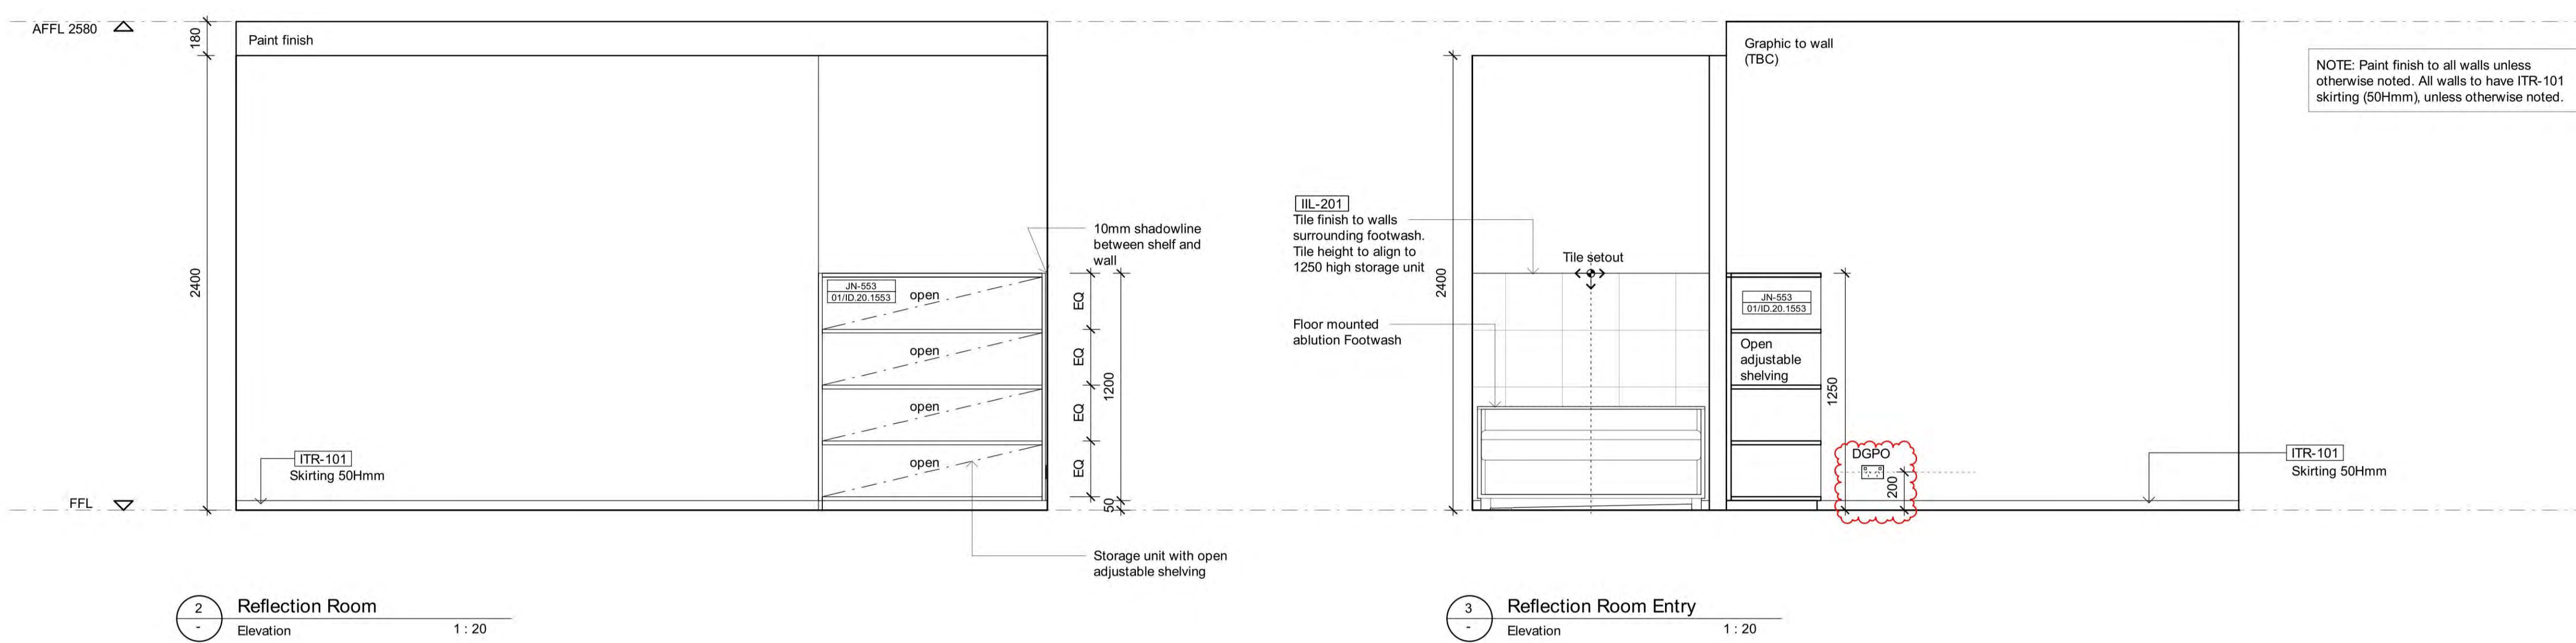 AFFL 2580
180
Paint finish
2400
10mm shadowline
between shelf and
wall
JN-553
01/ID.20.1553
open
open
open
open
EQ
EQ
EQ
EQ
1200
50
ITR-101
Skirting 50Hmm
FFL
Storage unit with open
adjustable shelving
2
-
Reflection Room
Elevation
1 : 20
Graphic to wall
(TBC)
NOTE: Paint finish to all walls unless
otherwise noted. All walls to have ITR-101
skirting (50Hmm), unless otherwise noted.
IIL-201
Tile finish to walls
surrounding footwash.
Tile height to align to
1250 high storage unit
2400
Tile setout
Floor mounted
ablution Footwash
JN-553
01/ID.20.1553
Open
adjustable
shelving
1250
DGPO
200
ITR-101
Skirting 50Hmm
3
-
Reflection Room Entry
Elevation
1 : 20